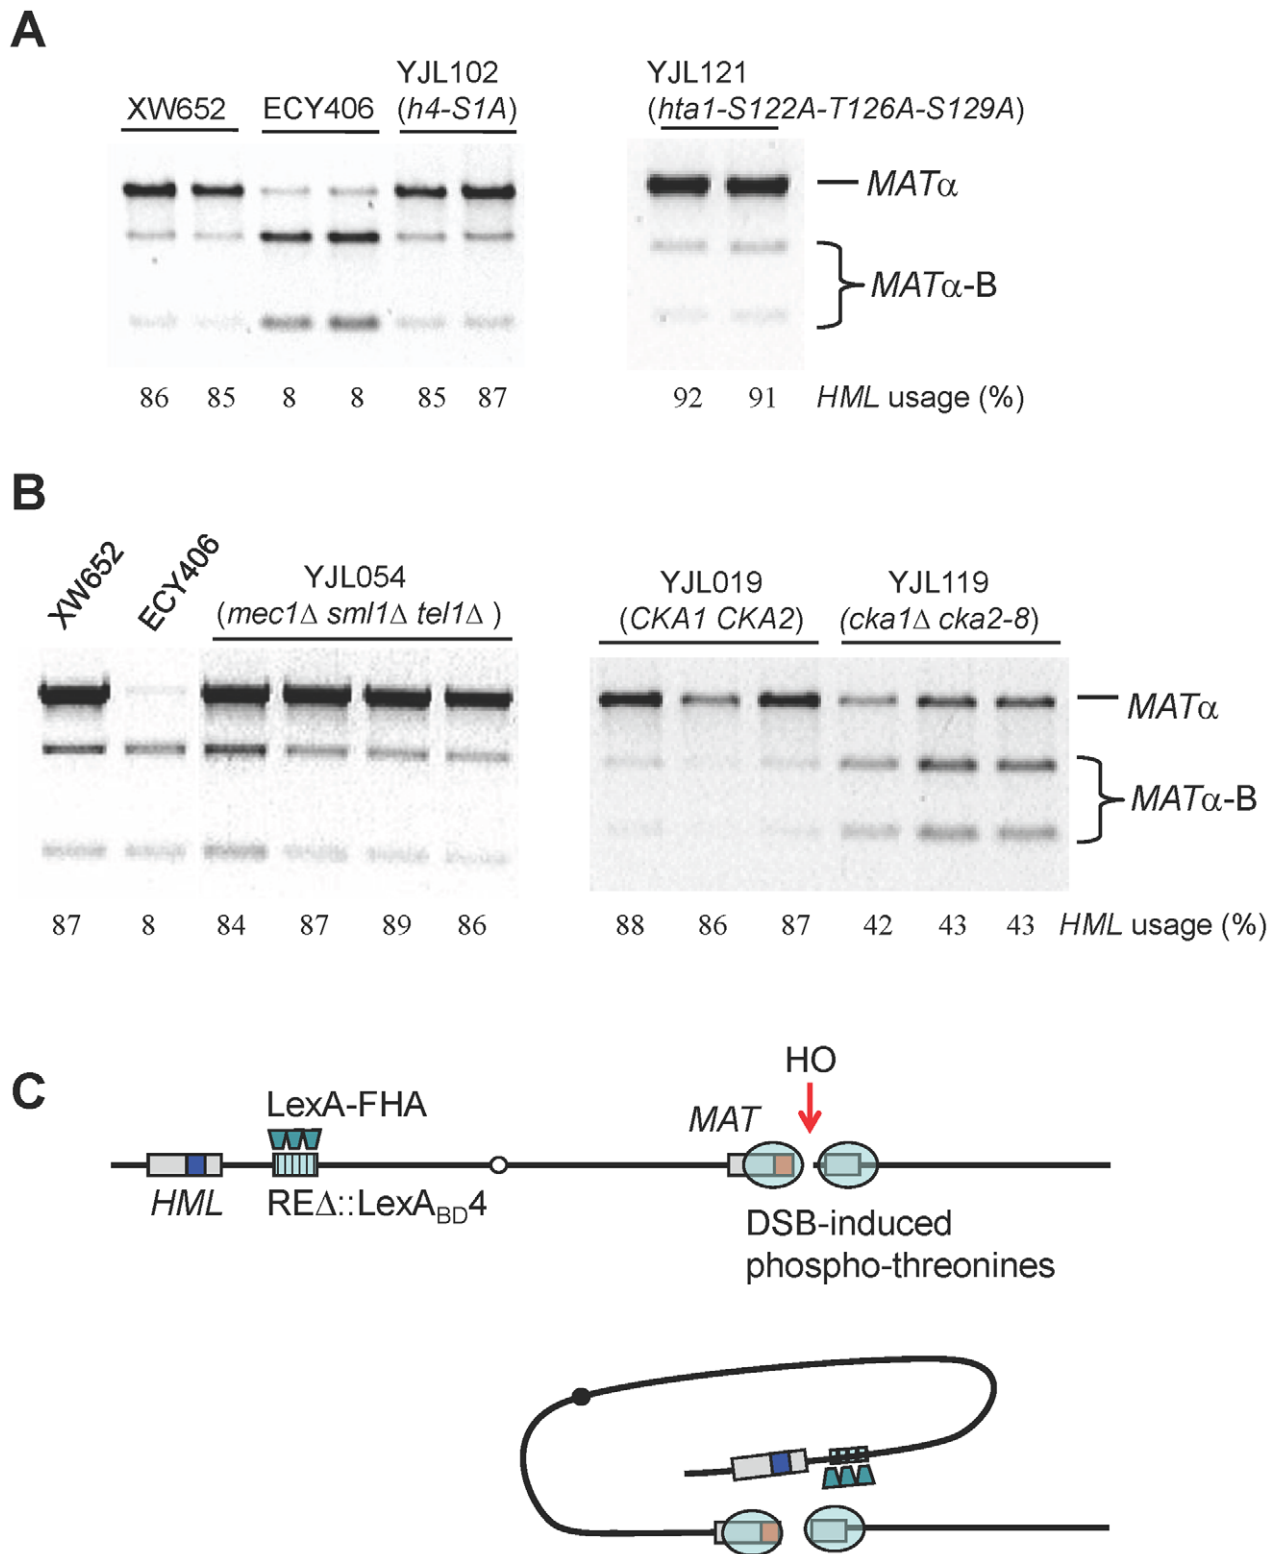 A
XW652 ECY406 YJL102 (h4-S1A) YJL121 (hta1-S122A-T126A-S129A)
MATα
MATα-B
86 85 8 8 85 87 92 91 HML usage (%)
B
XW652 ECY406 YJL054 (mec1Δ sml1Δ tel1Δ ) YJL019 (CKA1 CKA2) YJL119 (cka1Δ cka2-8)
MATα
MATα-B
87 8 84 87 89 86 88 86 87 42 43 43 HML usage (%)
C
HO
LexA-FHA
MAT
HML REΔ::LexABD4
DSB-induced
phospho-threonines